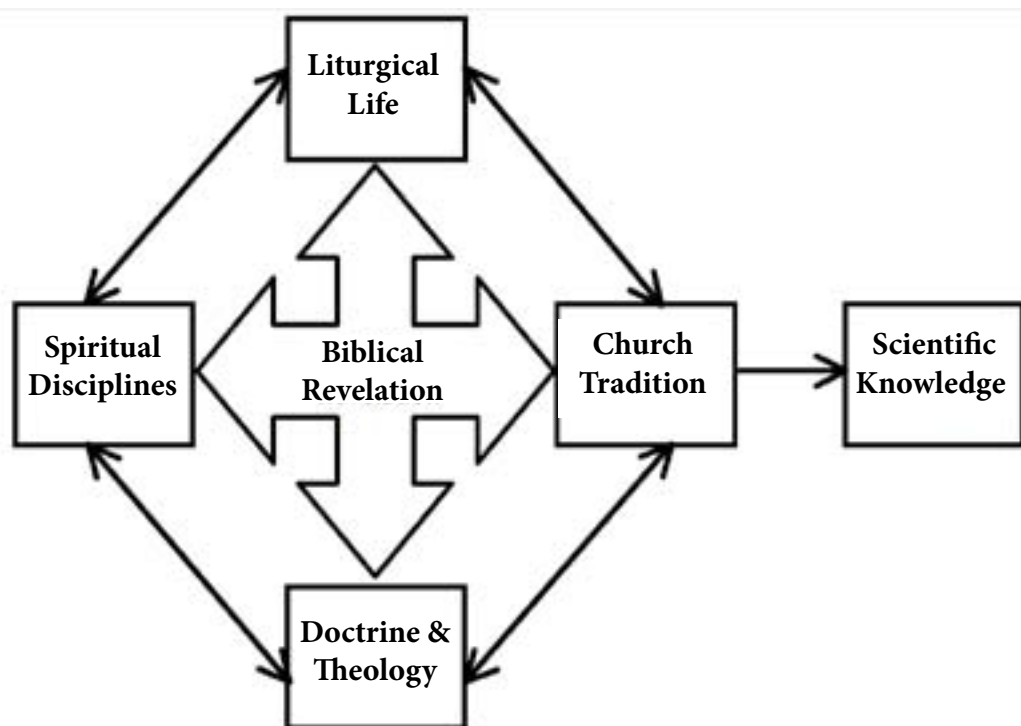 Liturgical
Life
Spiritual
Disciplines
Biblical
Revelation
Church
Tradition
Scientific
Knowledge
Doctrine &
Theology